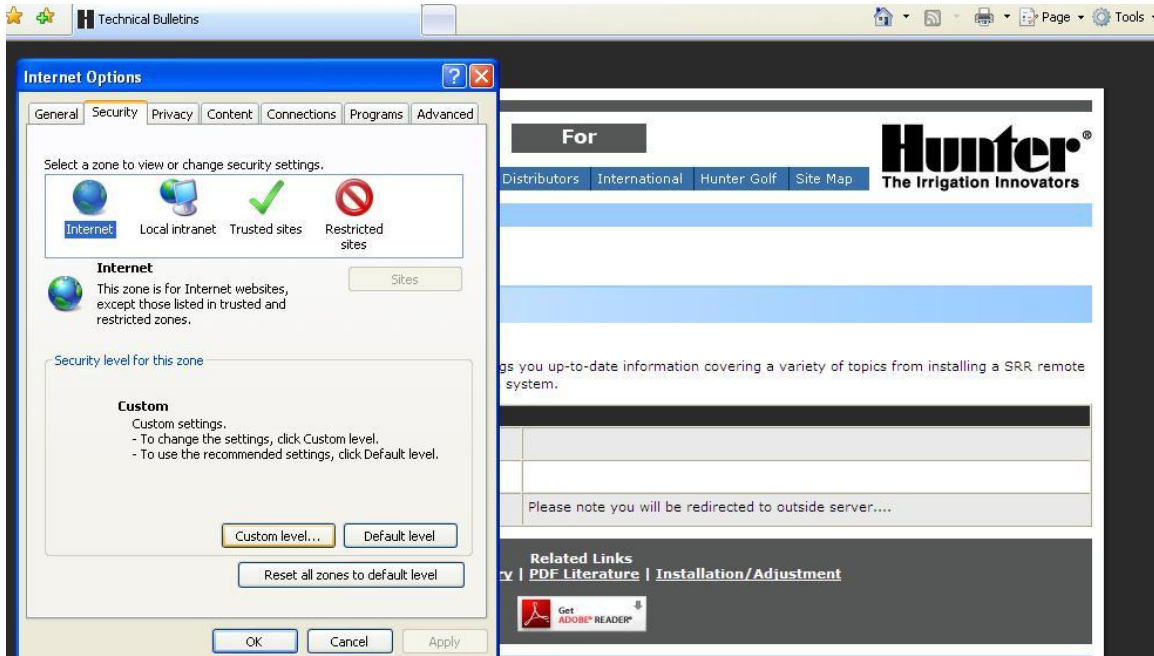 Technical Bulletins
Page
Tools
Internet Options
General Security Privacy Content Connections Programs Advanced
Select a zone to view or change security settings.
Internet
Local intranet
Trusted sites
Restricted
sites
Internet
This zone is for Internet websites,
except those listed in trusted and
restricted zones.
Sites
Security level for this zone
Custom
Custom settings.
- To change the settings, click Custom level.
- To use the recommended settings, click Default level.
Custom level...
Default level
Reset all zones to default level
OK
Cancel
Apply
For
Hunter®
The Irrigation Innovators
Distributors International Hunter Golf Site Map
gs you up-to-date information covering a variety of topics from installing a SRR remote
system.
Please note you will be redirected to outside server....
Related Links
ry | PDF Literature | Installation/Adjustment
Get
ADOBE® READER®